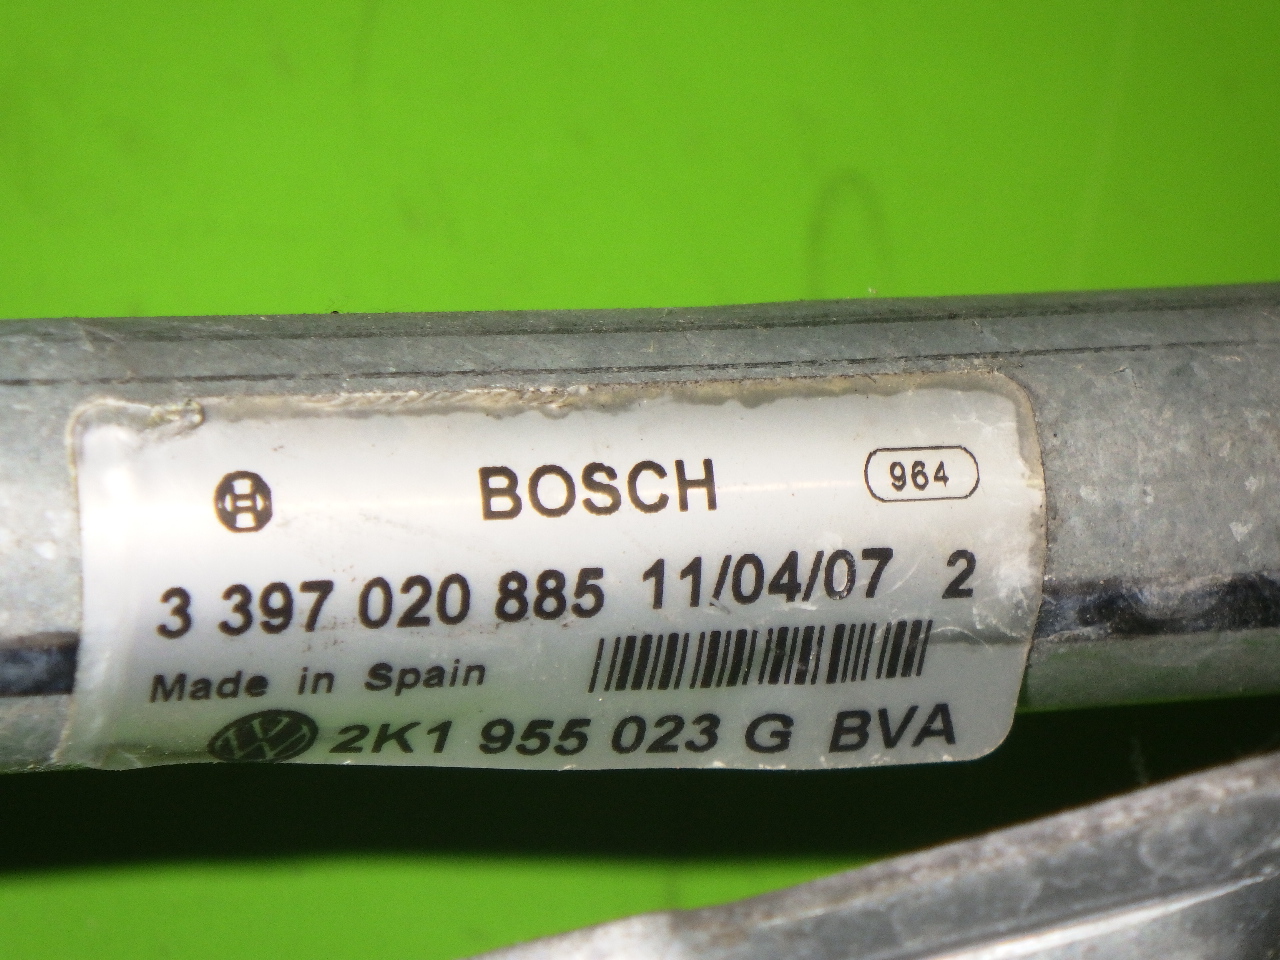 BOSCH 964
3 397 020 885 11/04/07 2
Made in Spain
2K1 955 023 G BVA